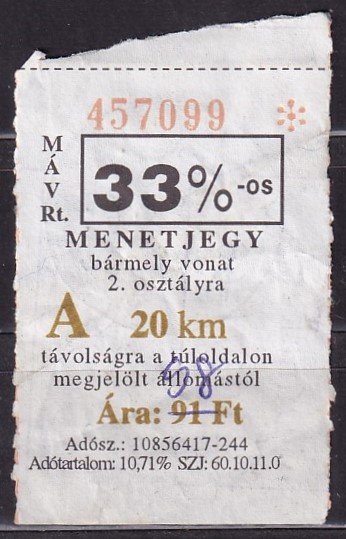 457099
MÁV Rt.
33%-os
MENETJEGY
bármely vonat
2. osztályra
A 20 km
távolságra a túloldalon
megjelölt állomástól
98
Ára: 91 Ft
Adósz.: 10856417-244
Adótartalom: 10,71% SZJ: 60.10.11.0